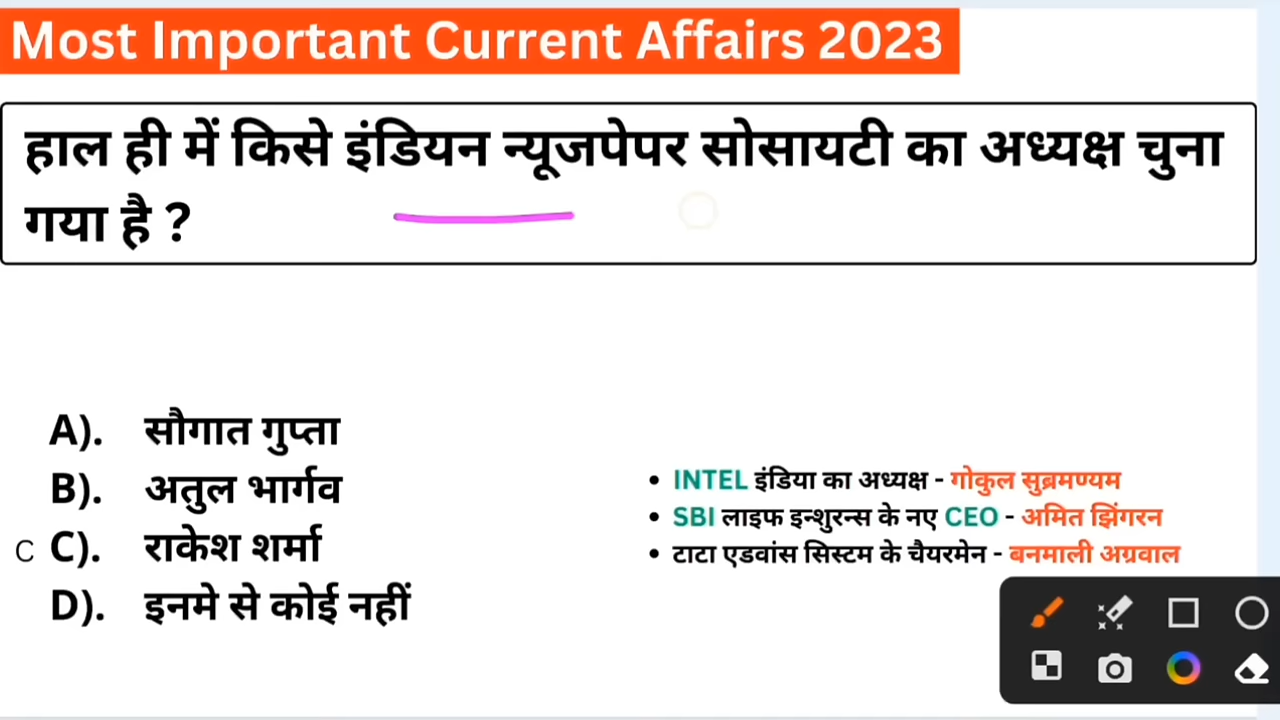 Most Important Current Affairs 2023
हाल ही में किसे इंडियन न्यूजपेपर सोसायटी का अध्यक्ष चुना
गया है ?
A). सौगात गुप्ता
B). अतुल भार्गव
C C). राकेश शर्मा
D). इनमे से कोई नहीं
• INTEL इंडिया का अध्यक्ष - गोकुल सुब्रमण्यम
• SBI लाइफ इन्शुरन्स के नए CEO - अमित झिंगरन
• टाटा एडवांस सिस्टम के चैयरमेन - बनमाली अग्रवाल